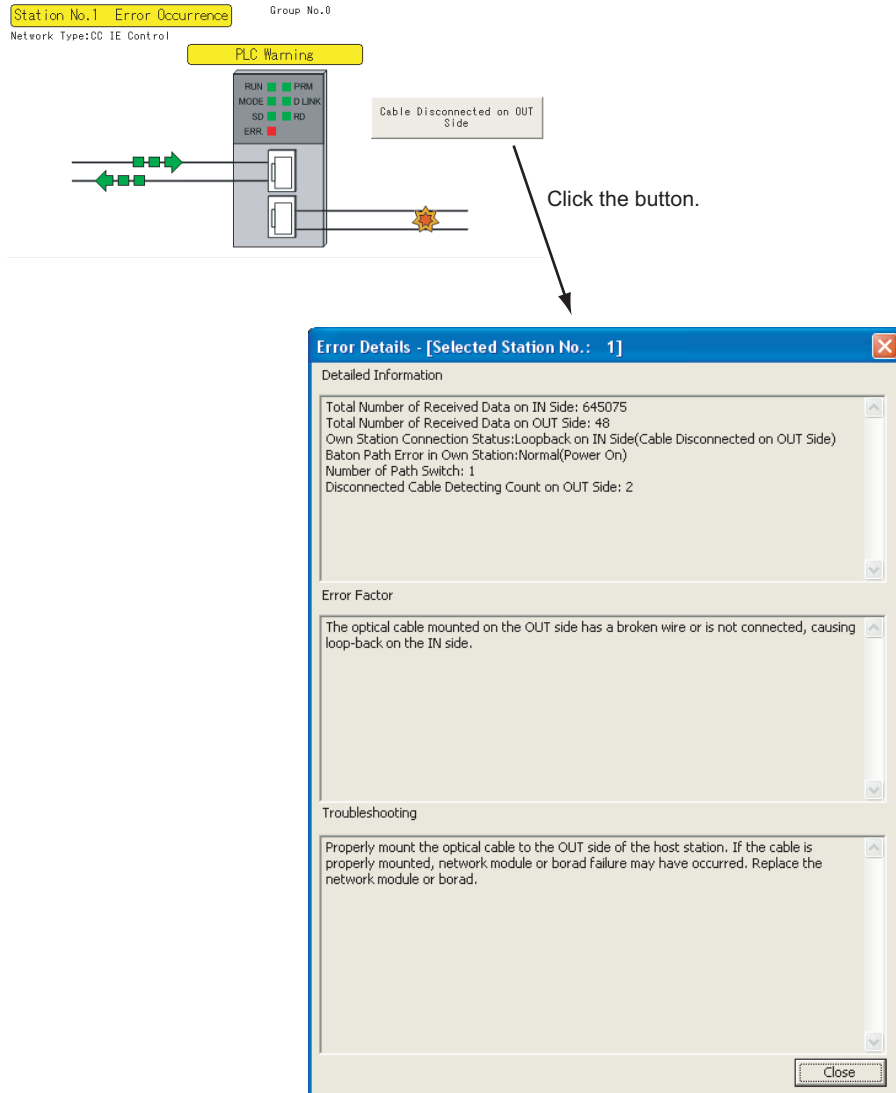 Station No.1 Error Occurrence
Group No.0
Network Type:CC IE Control
PLC Warning
RUN PRM
MODE D LINK
SD RD
ERR.
Cable Disconnected on OUT
Side
Click the button.
Error Details - [Selected Station No.: 1]
Detailed Information
Total Number of Received Data on IN Side: 645075
Total Number of Received Data on OUT Side: 48
Own Station Connection Status:Loopback on IN Side(Cable Disconnected on OUT Side)
Baton Path Error in Own Station:Normal(Power On)
Number of Path Switch: 1
Disconnected Cable Detecting Count on OUT Side: 2
Error Factor
The optical cable mounted on the OUT side has a broken wire or is not connected, causing
loop-back on the IN side.
Troubleshooting
Properly mount the optical cable to the OUT side of the host station. If the cable is
properly mounted, network module or borad failure may have occurred. Replace the
network module or borad.
Close